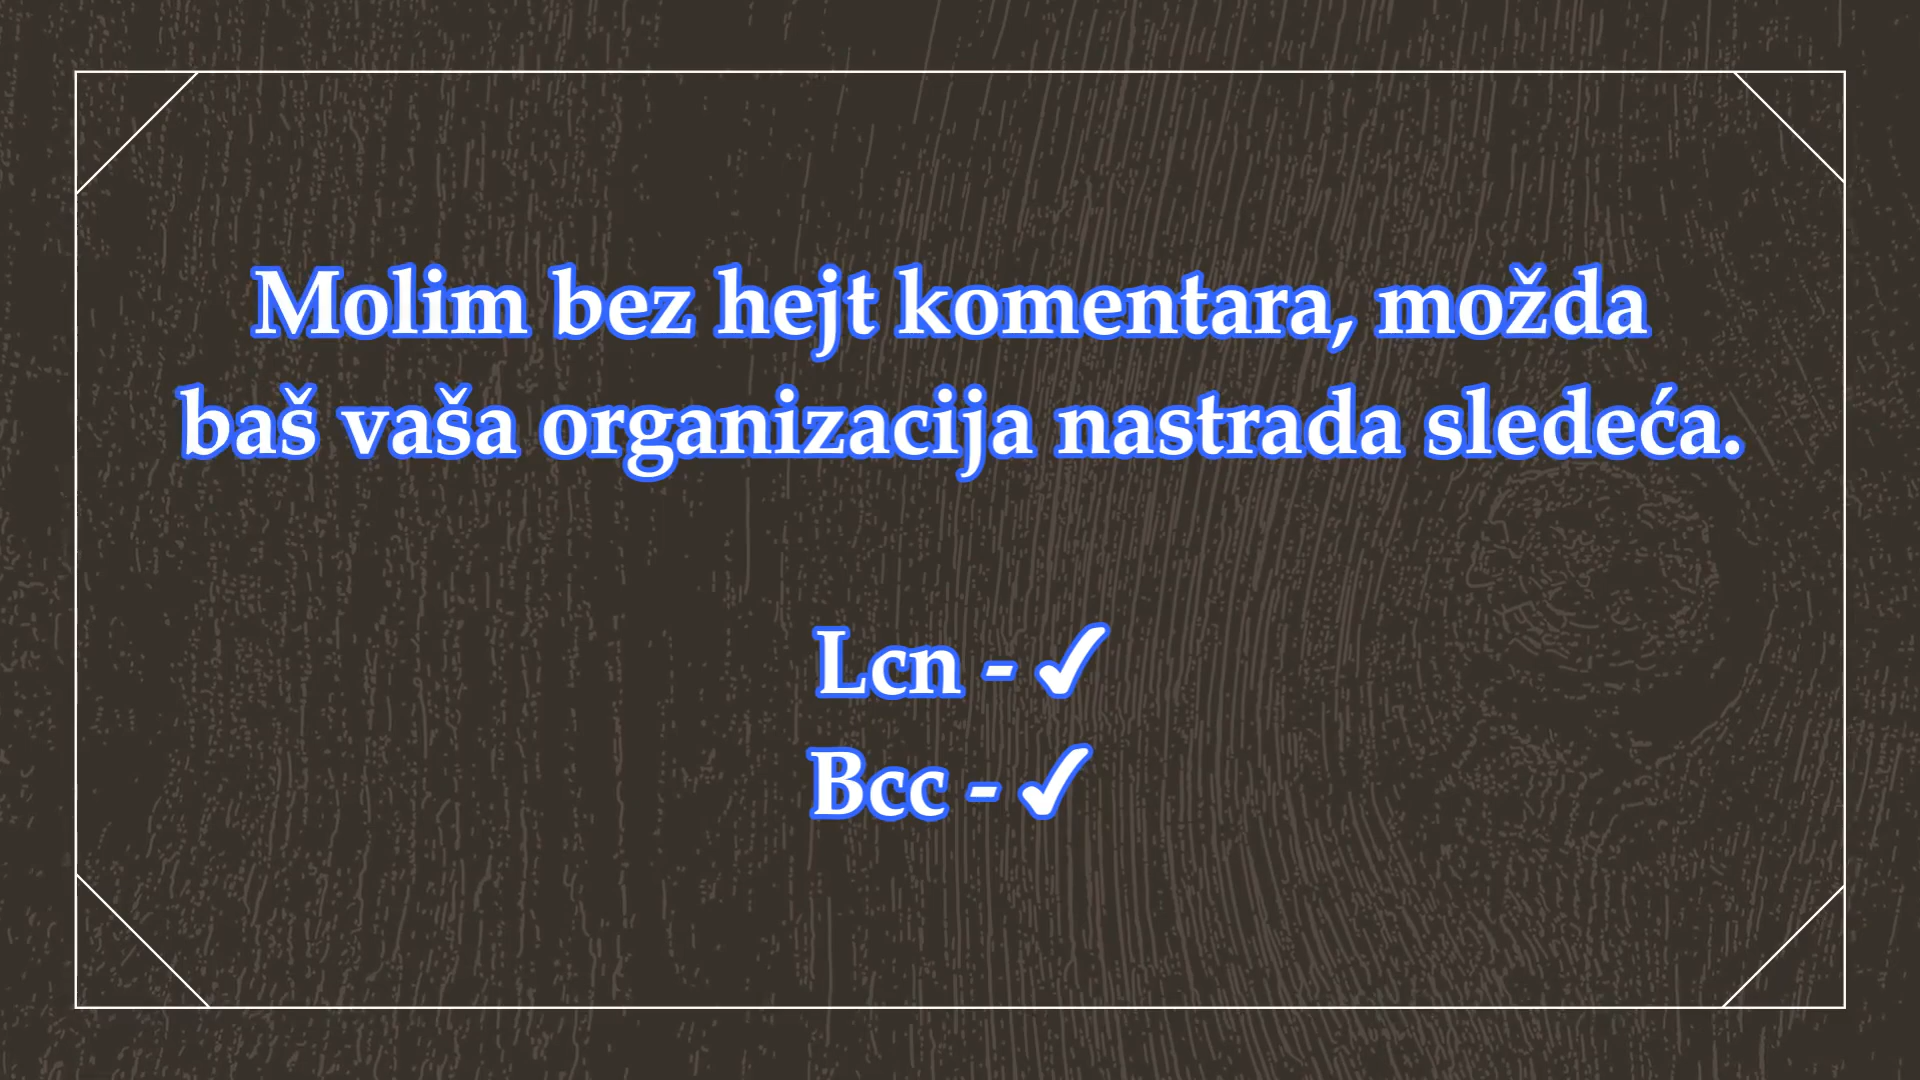 Molim bez hejt komentara, možda
baš vaša organizacija nastrada sledeća.
Lcn - ✓
Bcc - ✓